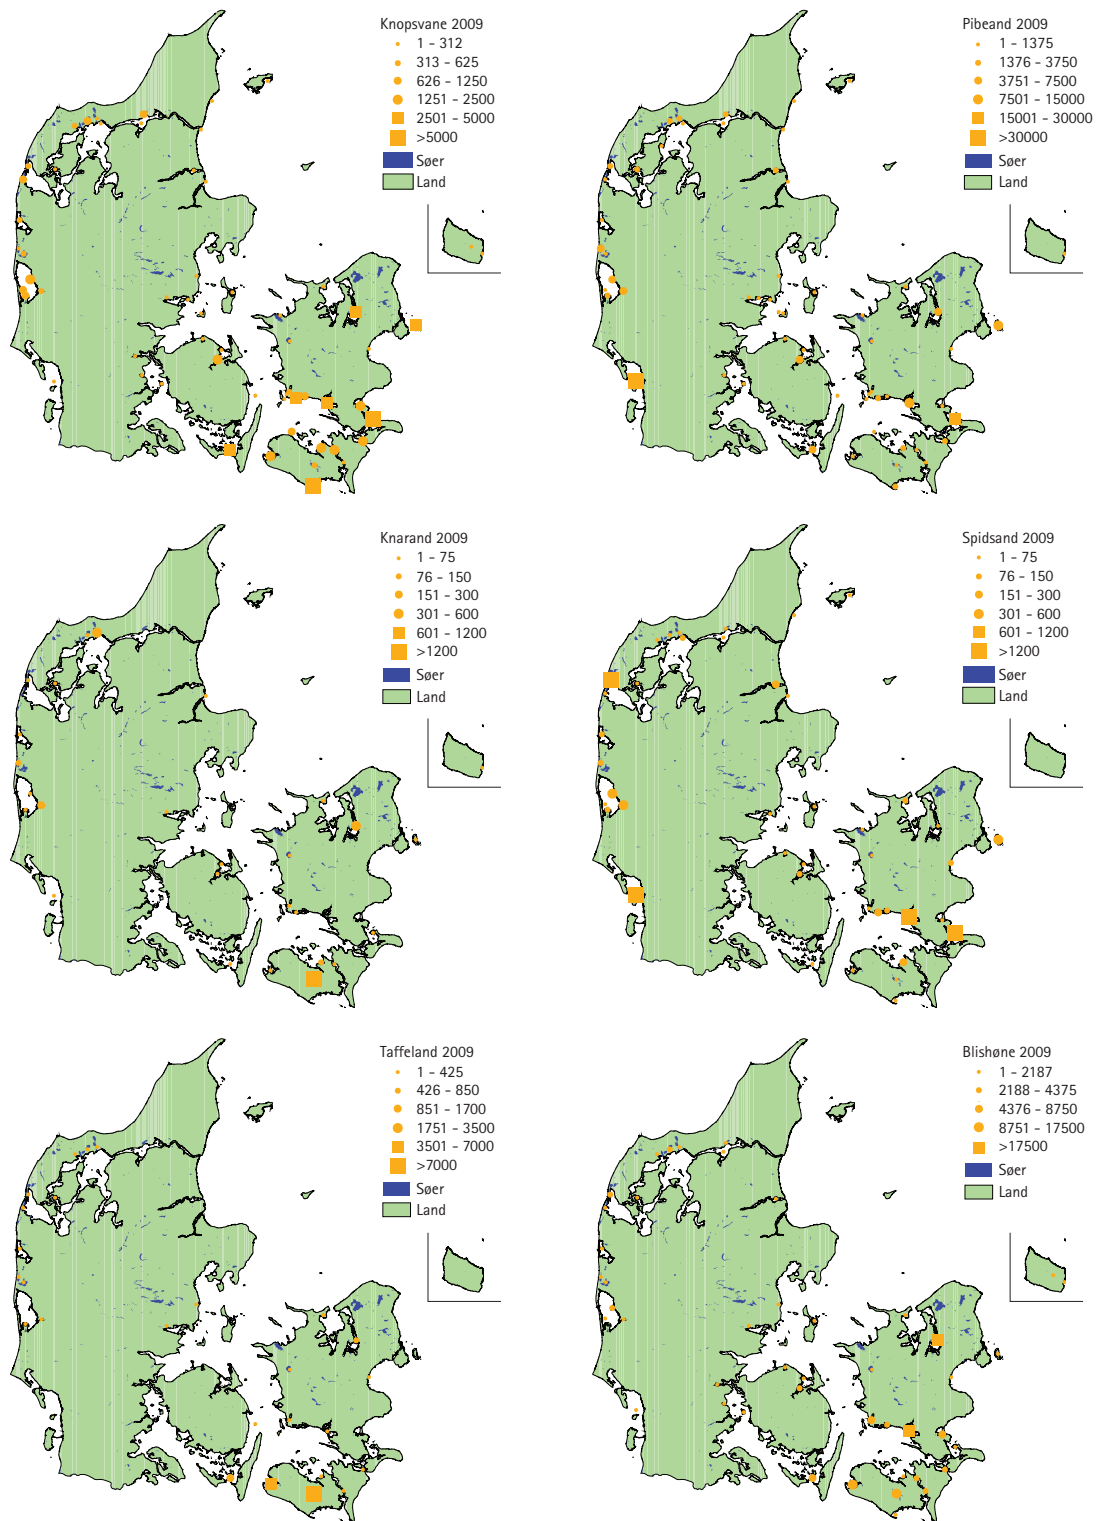 Knopsvane 2009
1 - 312
313 - 625
626 - 1250
1251 - 2500
2501 - 5000
>5000
Søer
Land
Pibeand 2009
1 - 1375
1376 - 3750
3751 - 7500
7501 - 15000
15001 - 30000
>30000
Søer
Land
Knarand 2009
1 - 75
76 - 150
151 - 300
301 - 600
601 - 1200
>1200
Søer
Land
Spidsand 2009
1 - 75
76 - 150
151 - 300
301 - 600
601 - 1200
>1200
Søer
Land
Taffeland 2009
1 - 425
426 - 850
851 - 1700
1751 - 3500
3501 - 7000
>7000
Søer
Land
Blishøne 2009
1 - 2187
2188 - 4375
4376 - 8750
8751 - 17500
>17500
Søer
Land